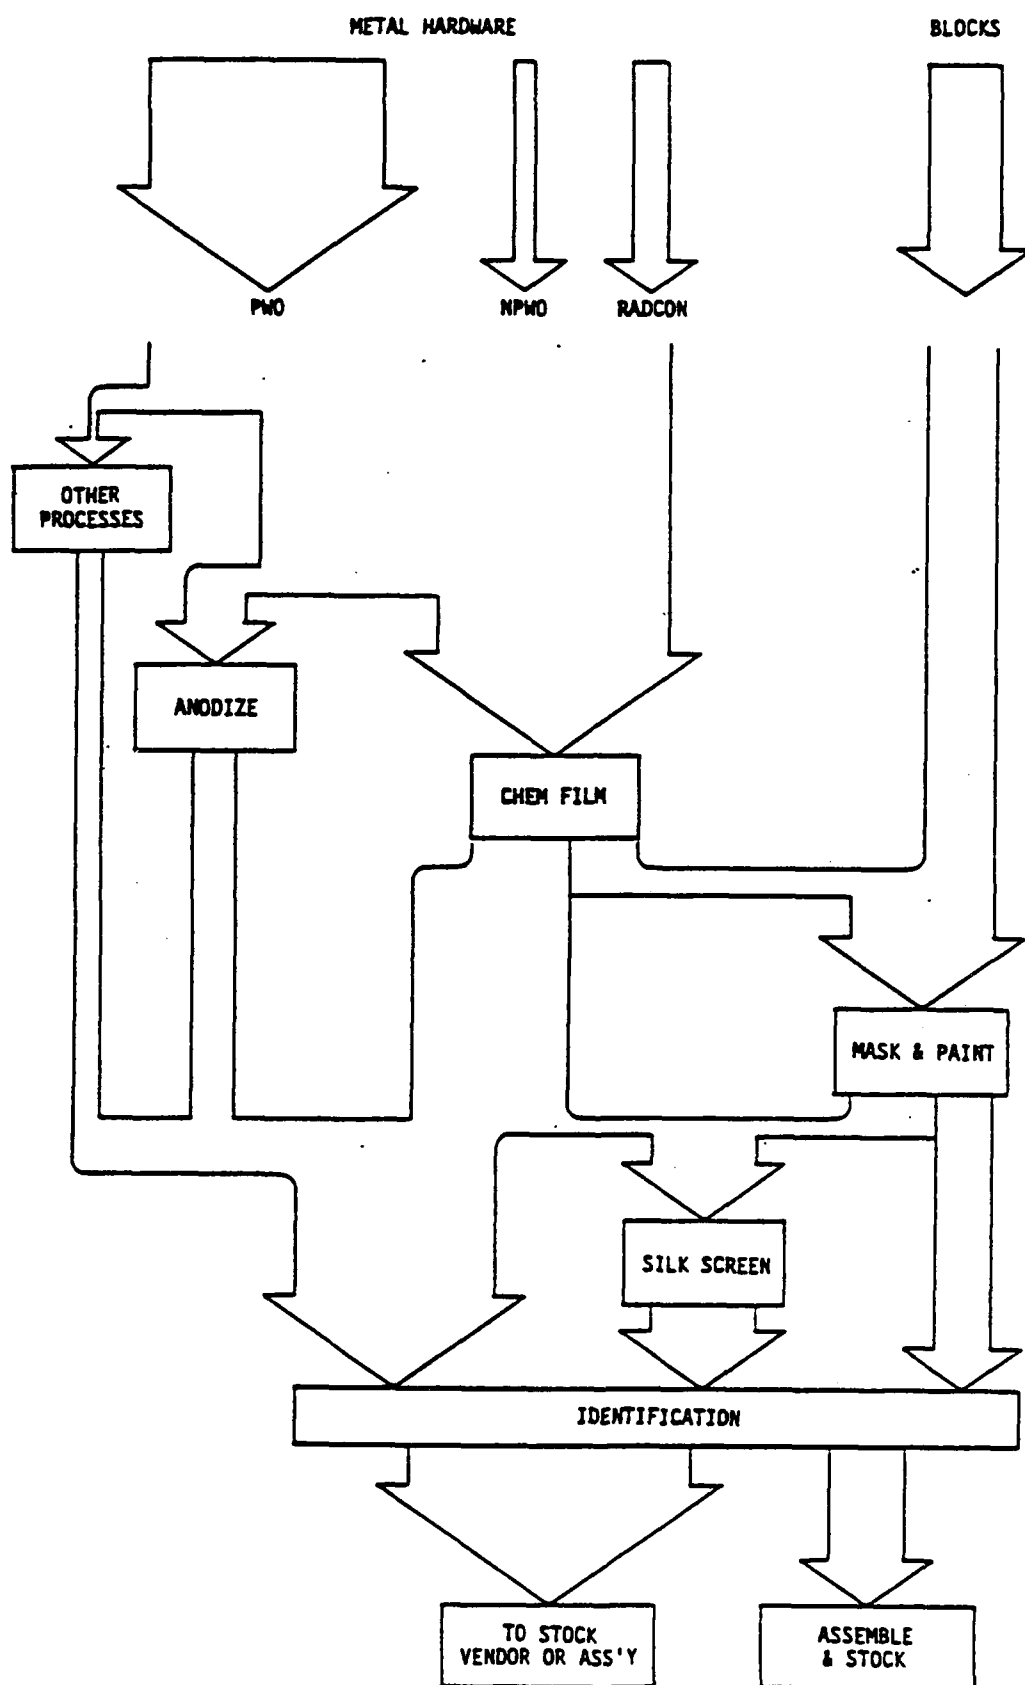 METAL HARDWARE
BLOCKS
PWO
NPWO
RADCON
OTHER
PROCESSES
ANODIZE
CHEM FILM
MASK & PAINT
SILK SCREEN
IDENTIFICATION
TO STOCK
VENDOR OR ASS'Y
ASSEMBLE
& STOCK